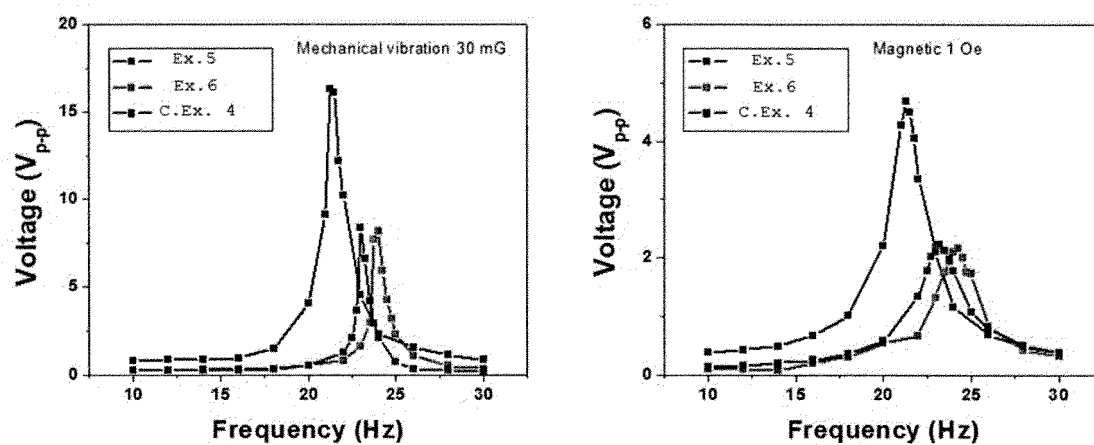 20
15
10
5
0
Mechanical vibration 30 mG
Ex.5
Ex.6
C.Ex. 4
Voltage (Vp-p)
10 15 20 25 30
Frequency (Hz)
6
4
2
0
Magnetic 1 Oe
Ex.5
Ex.6
C.Ex. 4
Voltage (Vp-p)
10 15 20 25 30
Frequency (Hz)